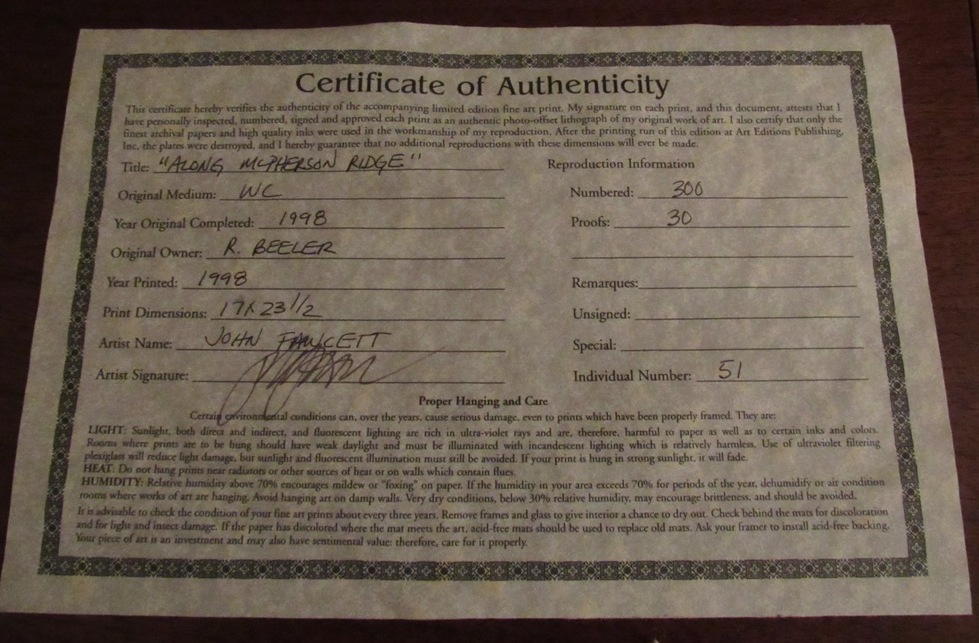 Certificate of Authenticity
This certificate hereby verifies the authenticity of the accompanying limited edition fine art print. My signature on each print, and this document, attests that I
have personally inspected, numbered, signed and approved each print as an authentic photo-offset lithograph of my original work of art. I also certify that only the
finest archival papers and high quality inks were used in the workmanship of my reproduction. After the printing run of this edition at Art Editions Publishing,
Inc, the plates were destroyed, and I hereby guarantee that no additional reproductions with these dimensions will ever be made.
Title: "ALONG MCPHERSON RIDGE"
Original Medium: WC
Year Original Completed: 1998
Original Owner: R. BEELER
Year Printed: 1998
Print Dimensions: 17X 23 1/2
Artist Name: JOHN FAWCETT
Artist Signature:
Reproduction Information
Numbered: 300
Proofs: 30
Remarques:
Unsigned:
Special:
Individual Number: 51
Proper Hanging and Care
Certain environmental conditions can, over the years, cause serious damage, even to prints which have been properly framed. They are:
LIGHT: Sunlight, both direct and indirect, and fluorescent lighting are rich in ultra-violet rays and are, therefore, harmful to paper as well as to certain inks and colors.
Rooms where prints are to be hung should have weak daylight and must be illuminated with incandescent lighting which is relatively harmless. Use of ultraviolet filtering
plexiglass will reduce light damage, but sunlight and fluorescent illumination must still be avoided. If your print is hung in strong sunlight, it will fade.
HEAT: Do not hang prints near radiators or other sources of heat or on walls which contain flues.
HUMIDITY: Relative humidity above 70% encourages mildew or "foxing" on paper. If the humidity in your area exceeds 70% for periods of the year, dehumidify or air condition
rooms where works of art are hanging. Avoid hanging art on damp walls. Very dry conditions, below 30% relative humidity, may encourage brittleness, and should be avoided.
It is advisable to check the condition of your fine art prints about every three years. Remove frames and glass to give interior a chance to dry out. Check behind the mats for discoloration
and for light and insect damage. If the paper has discolored where the mat meets the art, acid-free mats should be used to replace old mats. Ask your framer to install acid-free backing.
Your piece of art is an investment and may also have sentimental value: therefore, care for it properly.